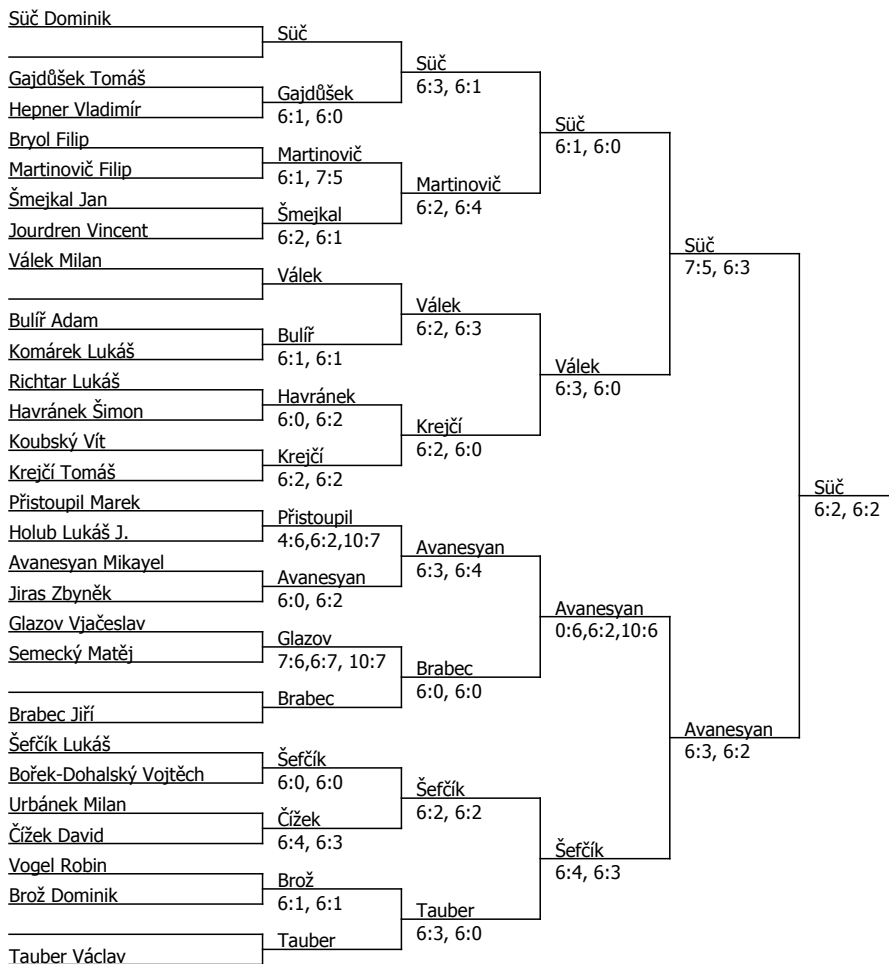 Süč Dominik
Süč
Süč
6:3, 6:1
Gajdůšek Tomáš
Gajdůšek
6:1, 6:0
Hepner Vladimír
Süč
6:1, 6:0
Bryol Filip
Martinovič
6:1, 7:5
Martinovič Filip
Martinovič
6:2, 6:4
Šmejkal Jan
Šmejkal
6:2, 6:1
Jourdren Vincent
Süč
7:5, 6:3
Válek Milan
Válek
Válek
6:2, 6:3
Bulíř Adam
Bulíř
6:1, 6:1
Komárek Lukáš
Válek
6:3, 6:0
Richtar Lukáš
Havránek
6:0, 6:2
Havránek Šimon
Krejčí
6:2, 6:0
Koubský Vít
Krejčí
6:2, 6:2
Krejčí Tomáš
Süč
6:2, 6:2
Přistoupil Marek
Přistoupil
4:6,6:2,10:7
Holub Lukáš J.
Avanesyan
6:3, 6:4
Avanesyan Mikayel
Avanesyan
6:0, 6:2
Jiras Zbyněk
Avanesyan
0:6,6:2,10:6
Glazov Vjačeslav
Glazov
7:6,6:7, 10:7
Semecký Matěj
Brabec
6:0, 6:0
Brabec
Brabec Jiří
Avanesyan
6:3, 6:2
Šefčík Lukáš
Šefčík
6:0, 6:0
Bořek-Dohalský Vojtěch
Šefčík
6:2, 6:2
Urbánek Milan
Čížek
6:4, 6:3
Čížek David
Šefčík
6:4, 6:3
Vogel Robin
Brož
6:1, 6:1
Brož Dominik
Tauber
6:3, 6:0
Tauber
Tauber Václav